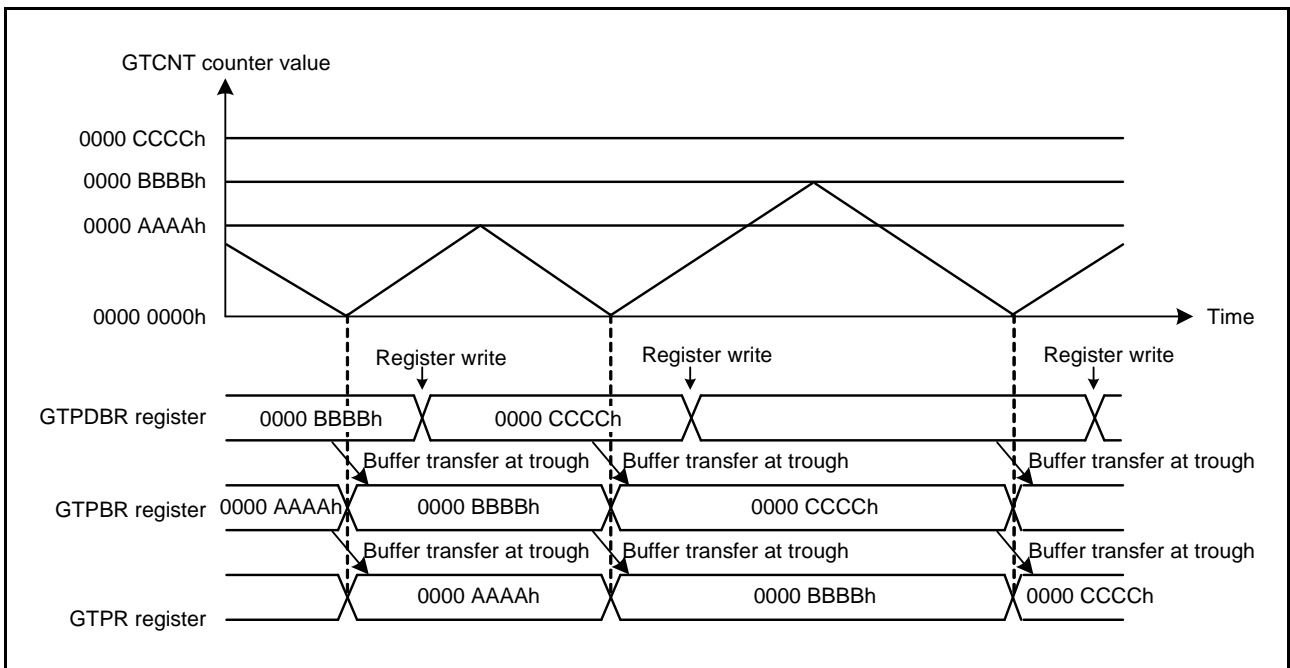 GTCNT counter value
0000 CCCCh
0000 BBBBh
0000 AAAAh
0000 0000h
Time
Register write
Register write
Register write
GTPDBR register
0000 BBBBh
0000 CCCCh
Buffer transfer at trough
Buffer transfer at trough
Buffer transfer at trough
GTPBR register
0000 AAAAh
0000 BBBBh
0000 CCCCh
Buffer transfer at trough
Buffer transfer at trough
Buffer transfer at trough
GTPR register
0000 AAAAh
0000 BBBBh
0000 CCCCh